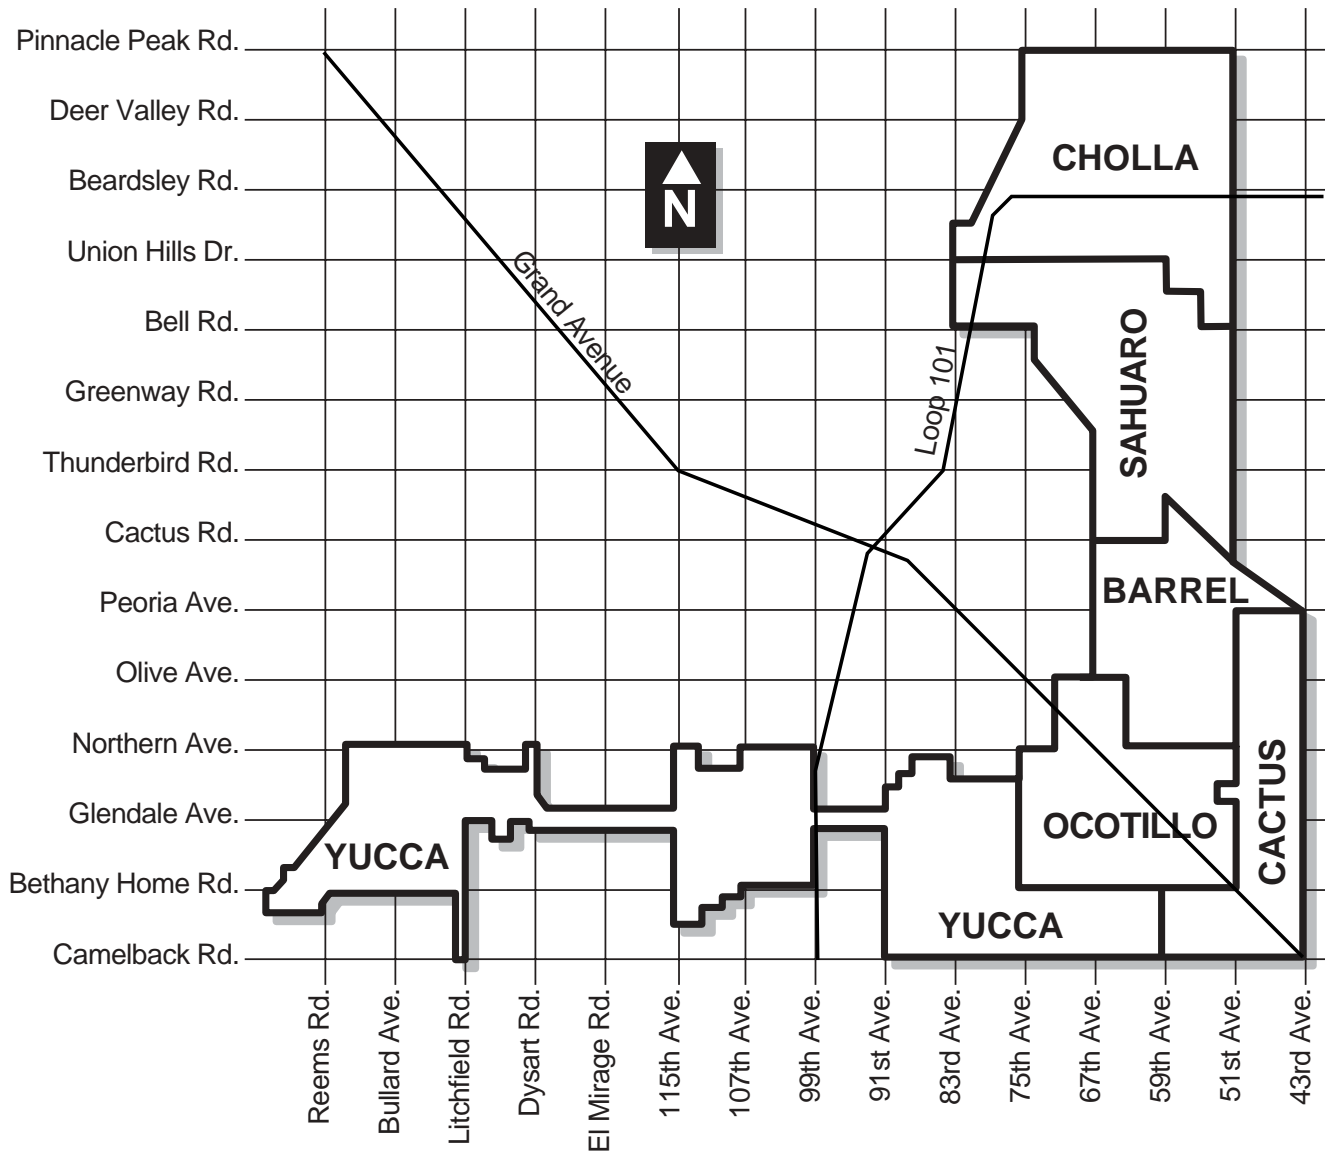 Pinnacle Peak Rd.
Deer Valley Rd.
Beardsley Rd.
Union Hills Dr.
Bell Rd.
Greenway Rd.
Thunderbird Rd.
Cactus Rd.
Peoria Ave.
Olive Ave.
Northern Ave.
Glendale Ave.
Bethany Home Rd.
Camelback Rd.
N
Grand Avenue
Loop 101
CHOLLA
SAHUARO
BARREL
CACTUS
OCOTILLO
YUCCA
YUCCA
Reems Rd.
Bullard Ave.
Litchfield Rd.
Dysart Rd.
El Mirage Rd.
115th Ave.
107th Ave.
99th Ave.
91st Ave.
83rd Ave.
75th Ave.
67th Ave.
59th Ave.
51st Ave.
43rd Ave.